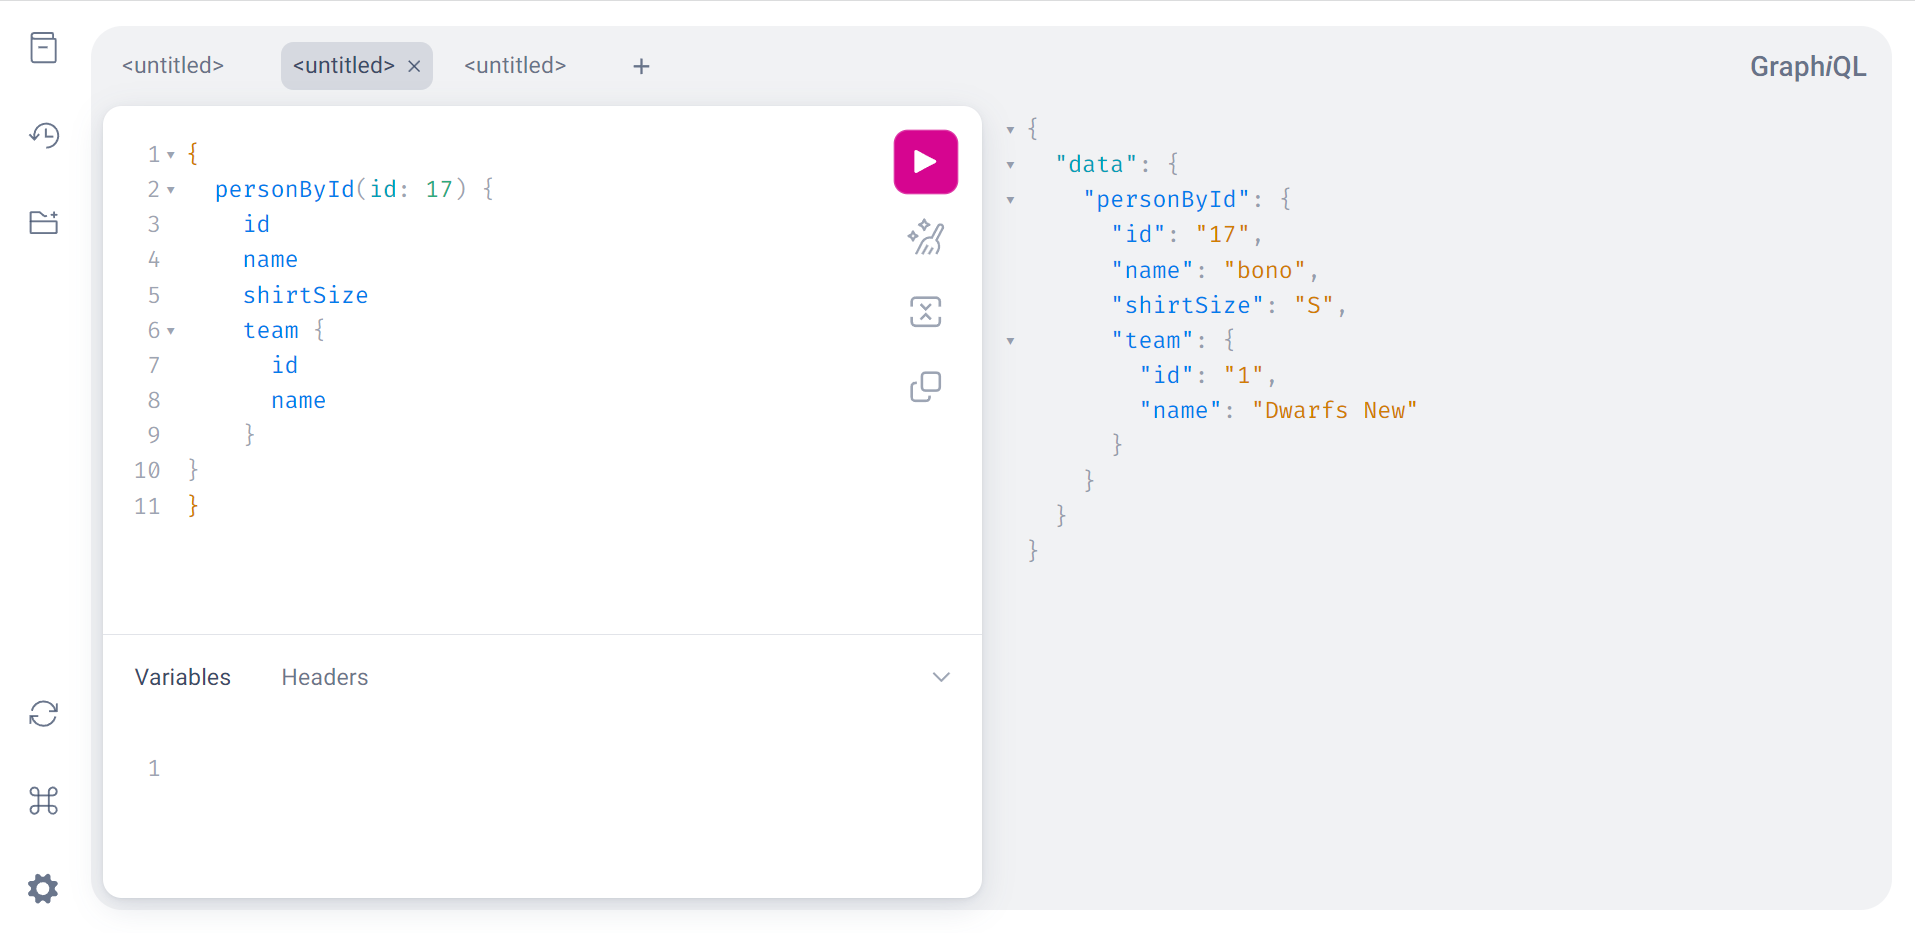 <untitled> <untitled> × <untitled> + GraphiQL
1 {
2   personById(id: 17) {
3     id
4     name
5     shirtSize
6     team {
7       id
8       name
9     }
10 }
11 }
Variables Headers
1
{
  "data": {
    "personById": {
      "id": "17",
      "name": "bono",
      "shirtSize": "S",
      "team": {
        "id": "1",
        "name": "Dwarfs New"
      }
    }
  }
}